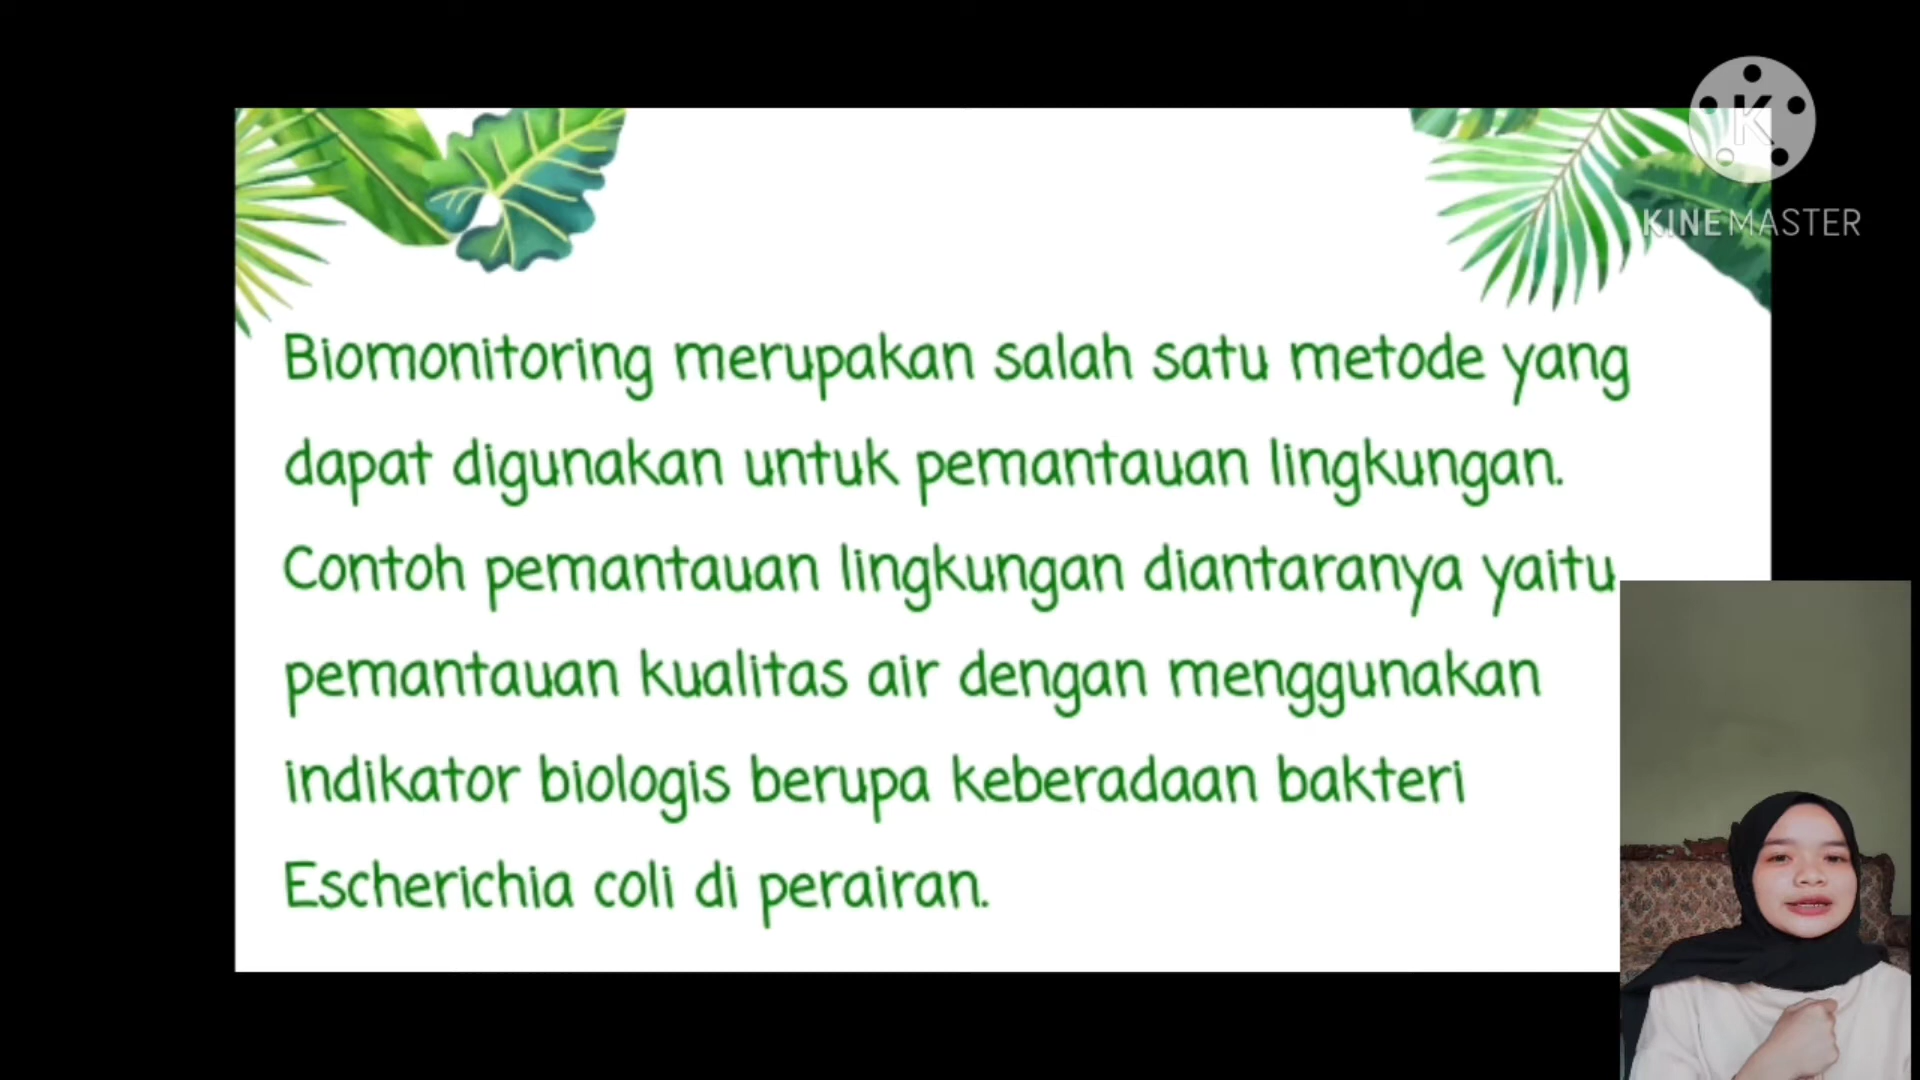 K
KINEMASTER
Biomonitoring merupakan salah satu metode yang
dapat digunakan untuk pemantauan lingkungan.
Contoh pemantauan lingkungan diantaranya yaitu
pemantauan kualitas air dengan menggunakan
indikator biologis berupa keberadaan bakteri
Escherichia coli di perairan.